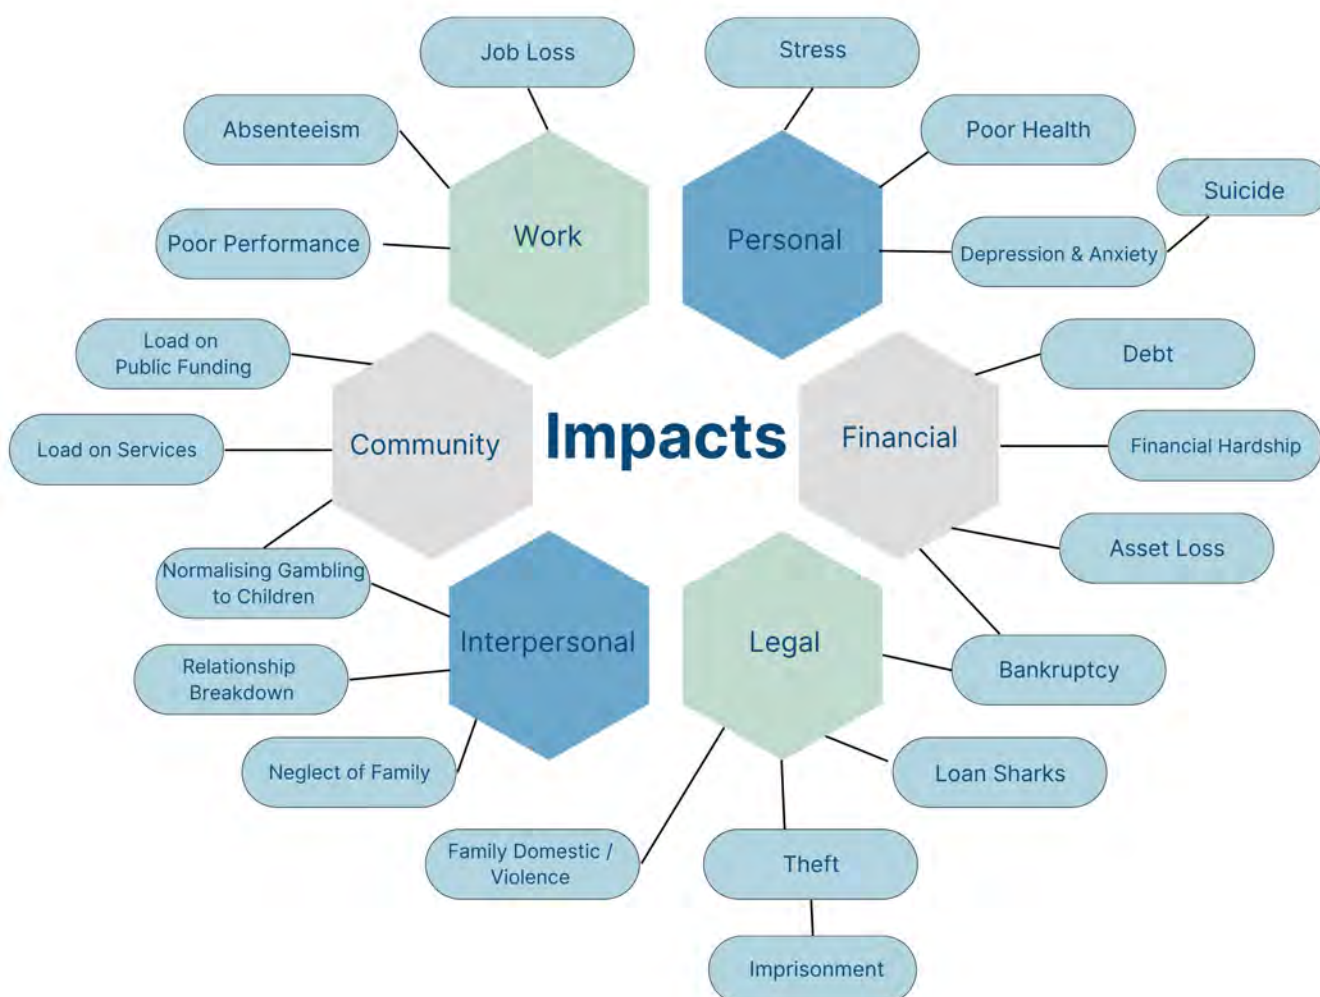 Job Loss
Stress
Absenteeism
Poor Health
Suicide
Work
Personal
Poor Performance
Depression & Anxiety
Load on
Public Funding
Debt
Community
Impacts
Financial
Load on Services
Financial Hardship
Asset Loss
Normalising Gambling
to Children
Interpersonal
Legal
Relationship
Breakdown
Bankruptcy
Neglect of Family
Loan Sharks
Family Domestic /
Violence
Theft
Imprisonment